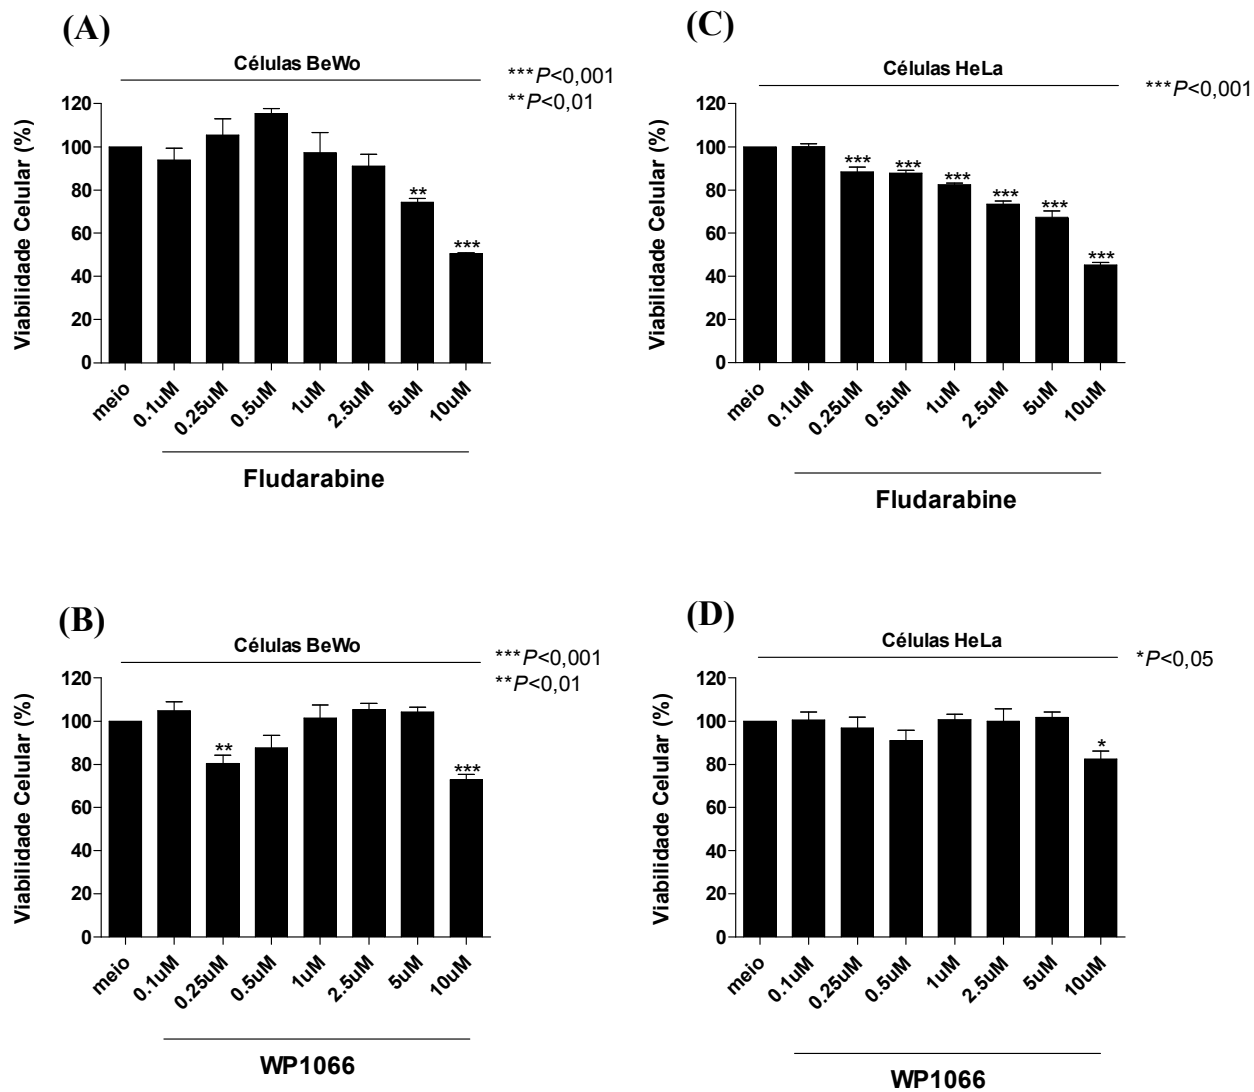 (A)
Células BeWo
***P<0,001
**P<0,01
Viabilidade Celular (%)
120
100
80
60
40
20
0
**
***
meio
0.1uM
0.25uM
0.5uM
1uM
2.5uM
5uM
10uM
Fludarabine
(C)
Células HeLa
***P<0,001
Viabilidade Celular (%)
120
100
80
60
40
20
0
***
***
***
***
***
***
meio
0.1uM
0.25uM
0.5uM
1uM
2.5uM
5uM
10uM
Fludarabine
(B)
Células BeWo
***P<0,001
**P<0,01
Viabilidade Celular (%)
120
100
80
60
40
20
0
**
***
meio
0.1uM
0.25uM
0.5uM
1uM
2.5uM
5uM
10uM
WP1066
(D)
Células HeLa
*P<0,05
Viabilidade Celular (%)
120
100
80
60
40
20
0
*
meio
0.1uM
0.25uM
0.5uM
1uM
2.5uM
5uM
10uM
WP1066